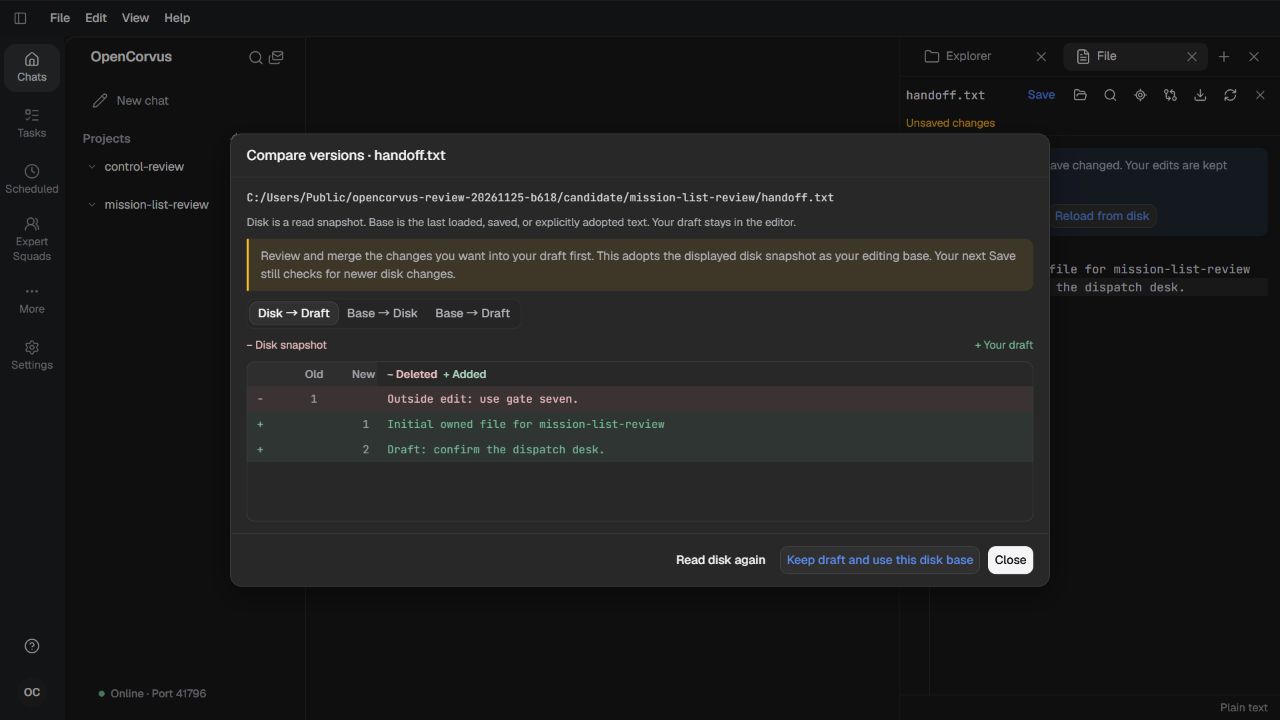 File Edit View Help
Chats
Tasks
Scheduled
Expert
Squads
More
Settings
OC
OpenCorvus
New chat
Projects
control-review
mission-list-review
Online · Port 41796
Explorer
File
handoff.txt Save
Unsaved changes
changed. Your edits are kept
Reload from disk
file for mission-list-review
the dispatch desk.
Plain text
Compare versions · handoff.txt
C:/Users/Public/opencorvus-review-20261125-b618/candidate/mission-list-review/handoff.txt
Disk is a read snapshot. Base is the last loaded, saved, or explicitly adopted text. Your draft stays in the editor.
Review and merge the changes you want into your draft first. This adopts the displayed disk snapshot as your editing base. Your next Save
still checks for newer disk changes.
Disk → Draft Base → Disk Base → Draft
− Disk snapshot + Your draft
Old New − Deleted + Added
- 1 Outside edit: use gate seven.
+ 1 Initial owned file for mission-list-review
+ 2 Draft: confirm the dispatch desk.
Read disk again Keep draft and use this disk base Close